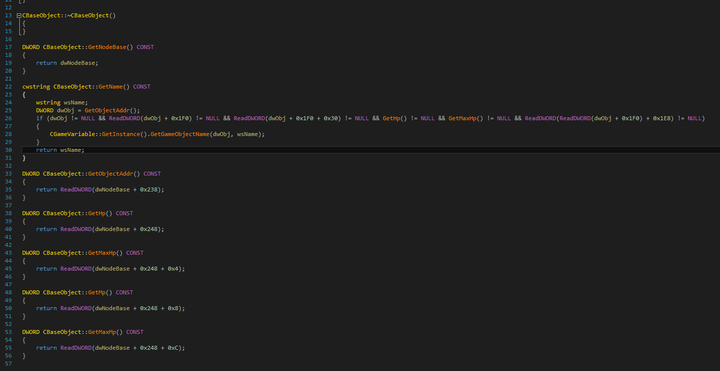 12
13 CBaseObject::~CBaseObject()
14 {
15 }
16
17 DWORD CBaseObject::GetNodeBase() CONST
18 {
19 return dwNodeBase;
20 }
21
22 cwstring CBaseObject::GetName() CONST
23 {
24 wstring wsName;
25 DWORD dwObj = GetObjectAddr();
26 if (dwObj != NULL && ReadDWORD(dwObj + 0x1F0) != NULL && ReadDWORD(dwObj + 0x1F0 + 0x30) != NULL && GetHp() != NULL && GetMaxHp() != NULL && ReadDWORD(ReadDWORD(dwObj + 0x1F0) + 0x1E8) != NULL)
27 {
28 CGameVariable::GetInstance().GetGameObjectName(dwObj, wsName);
29 }
30 return wsName;
31 }
32
33 DWORD CBaseObject::GetObjectAddr() CONST
34 {
35 return ReadDWORD(dwNodeBase + 0x238);
36 }
37
38 DWORD CBaseObject::GetHp() CONST
39 {
40 return ReadDWORD(dwNodeBase + 0x248);
41 }
42
43 DWORD CBaseObject::GetMaxHp() CONST
44 {
45 return ReadDWORD(dwNodeBase + 0x248 + 0x4);
46 }
47
48 DWORD CBaseObject::GetMp() CONST
49 {
50 return ReadDWORD(dwNodeBase + 0x248 + 0x8);
51 }
52
53 DWORD CBaseObject::GetMaxMp() CONST
54 {
55 return ReadDWORD(dwNodeBase + 0x248 + 0xC);
56 }
57